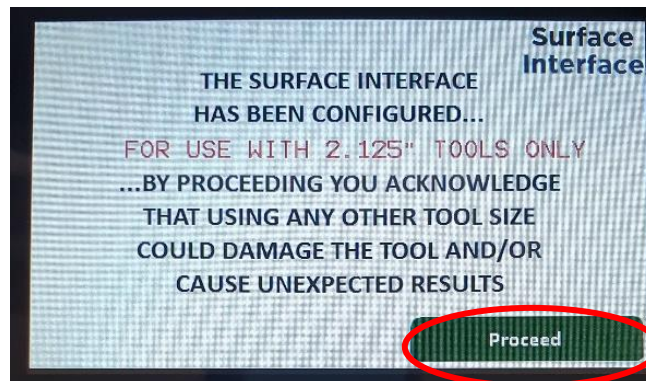 Surface
Interface
THE SURFACE INTERFACE
HAS BEEN CONFIGURED...
FOR USE WITH 2.125" TOOLS ONLY
...BY PROCEEDING YOU ACKNOWLEDGE
THAT USING ANY OTHER TOOL SIZE
COULD DAMAGE THE TOOL AND/OR
CAUSE UNEXPECTED RESULTS
Proceed